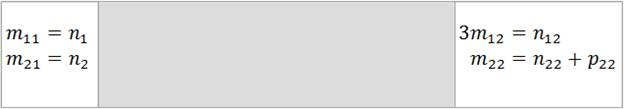 𝑚₁₁ = 𝑛₁
𝑚₂₁ = 𝑛₂
3𝑚₁₂ = 𝑛₁₂
𝑚₂₂ = 𝑛₂₂ + 𝑝₂₂